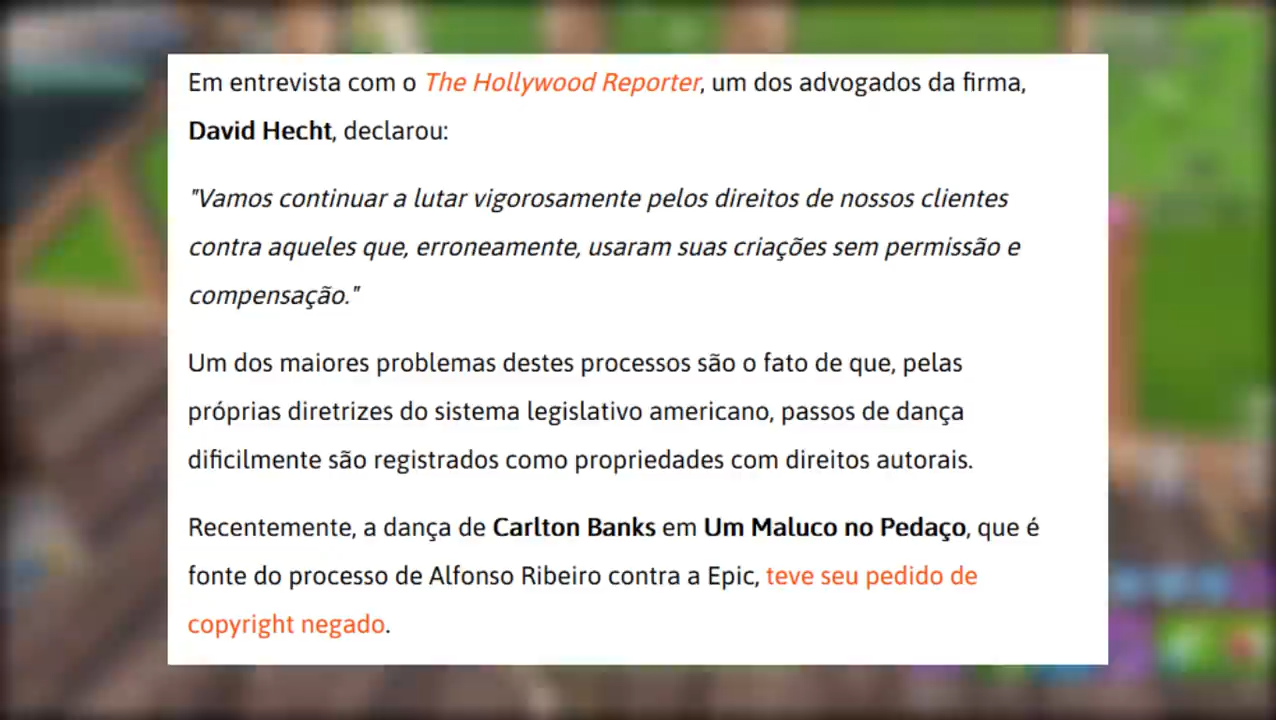 Em entrevista com o The Hollywood Reporter, um dos advogados da firma,
David Hecht, declarou:
"Vamos continuar a lutar vigorosamente pelos direitos de nossos clientes
contra aqueles que, erroneamente, usaram suas criações sem permissão e
compensação."
Um dos maiores problemas destes processos são o fato de que, pelas
próprias diretrizes do sistema legislativo americano, passos de dança
dificilmente são registrados como propriedades com direitos autorais.
Recentemente, a dança de Carlton Banks em Um Maluco no Pedaço, que é
fonte do processo de Alfonso Ribeiro contra a Epic, teve seu pedido de
copyright negado.